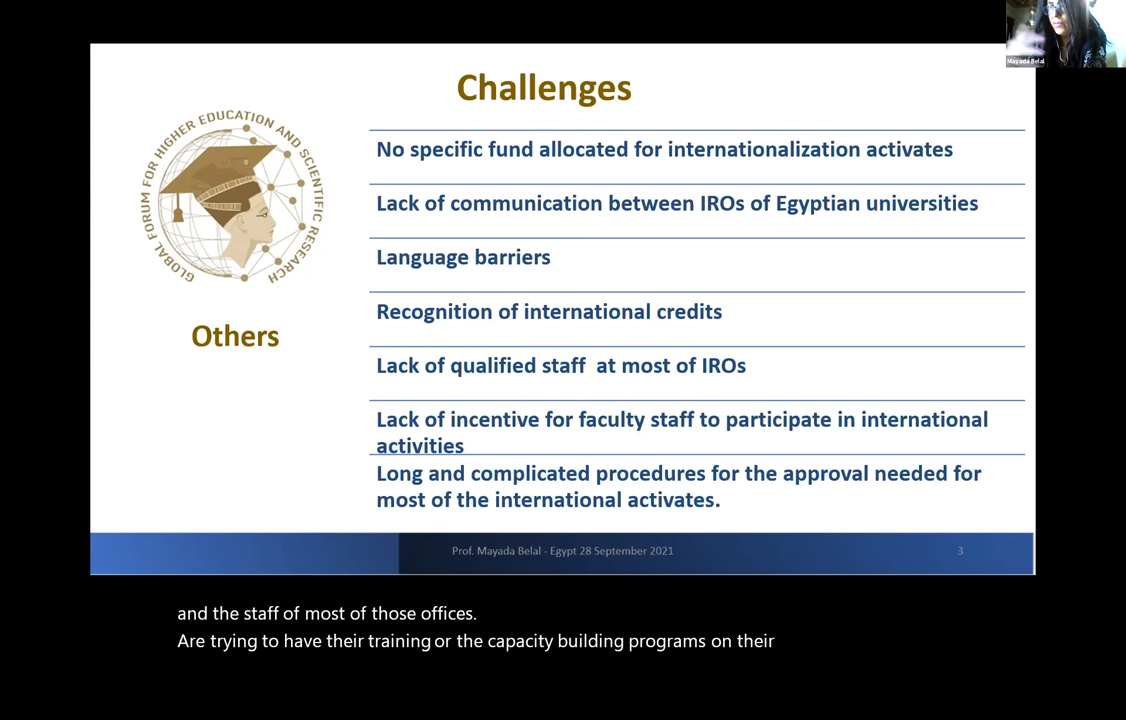 Mayada Belal
Challenges
GLOBAL FORUM FOR HIGHER EDUCATION AND SCIENTIFIC RESEARCH
Others
No specific fund allocated for internationalization activates
Lack of communication between IROs of Egyptian universities
Language barriers
Recognition of international credits
Lack of qualified staff at most of IROs
Lack of incentive for faculty staff to participate in international
activities
Long and complicated procedures for the approval needed for
most of the international activates.
Prof. Mayada Belal - Egypt 28 September 2021
3
and the staff of most of those offices.
Are trying to have their training or the capacity building programs on their